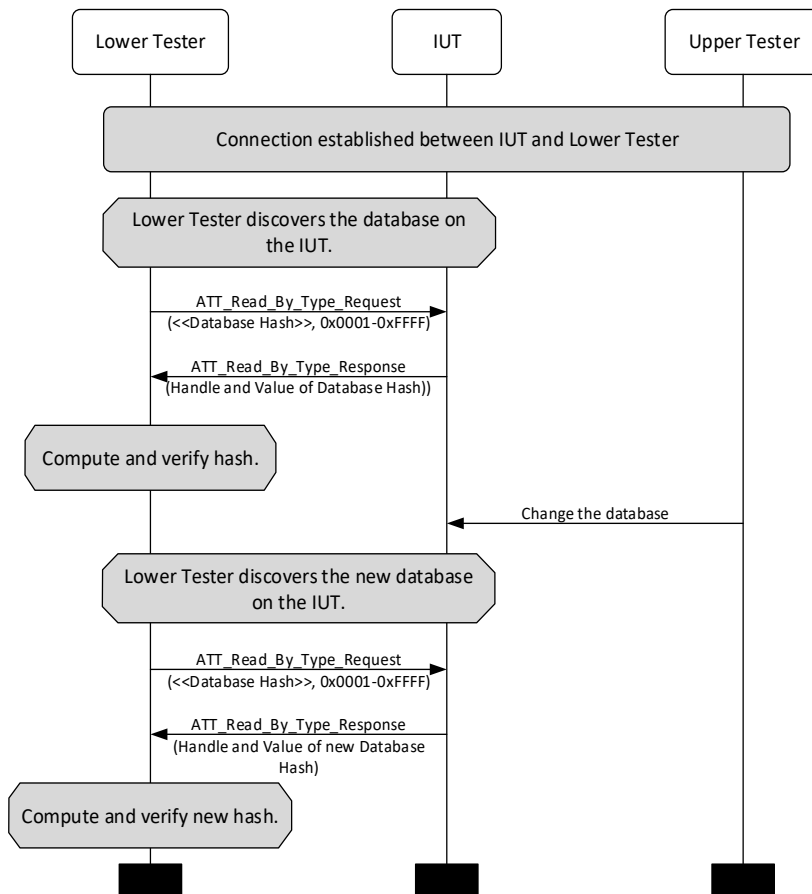 Lower Tester
IUT
Upper Tester
Connection established between IUT and Lower Tester
Lower Tester discovers the database on
the IUT.
ATT_Read_By_Type_Request
(<<Database Hash>>, 0x0001-0xFFFF)
ATT_Read_By_Type_Response
(Handle and Value of Database Hash))
Compute and verify hash.
Change the database
Lower Tester discovers the new database
on the IUT.
ATT_Read_By_Type_Request
(<<Database Hash>>, 0x0001-0xFFFF)
ATT_Read_By_Type_Response
(Handle and Value of new Database
Hash)
Compute and verify new hash.